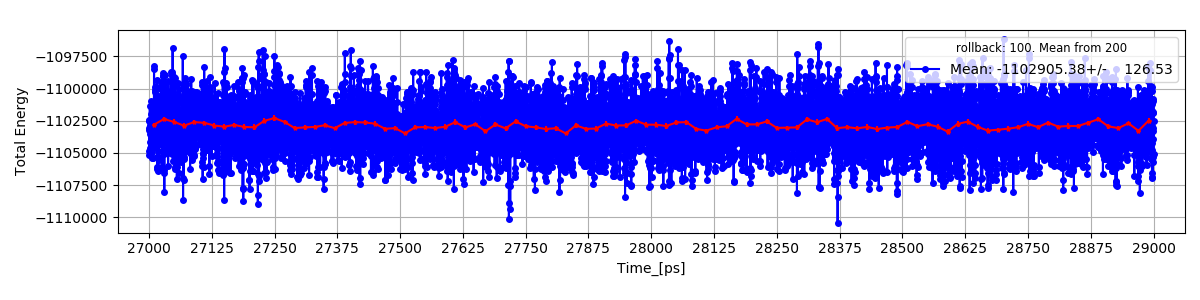 rollback: 100. Mean from 200
Mean: -1102905.38+/-    126.53
Total Energy
−1097500
−1100000
−1102500
−1105000
−1107500
−1110000
27000 27125 27250 27375 27500 27625 27750 27875 28000 28125 28250 28375 28500 28625 28750 28875 29000
Time_[ps]